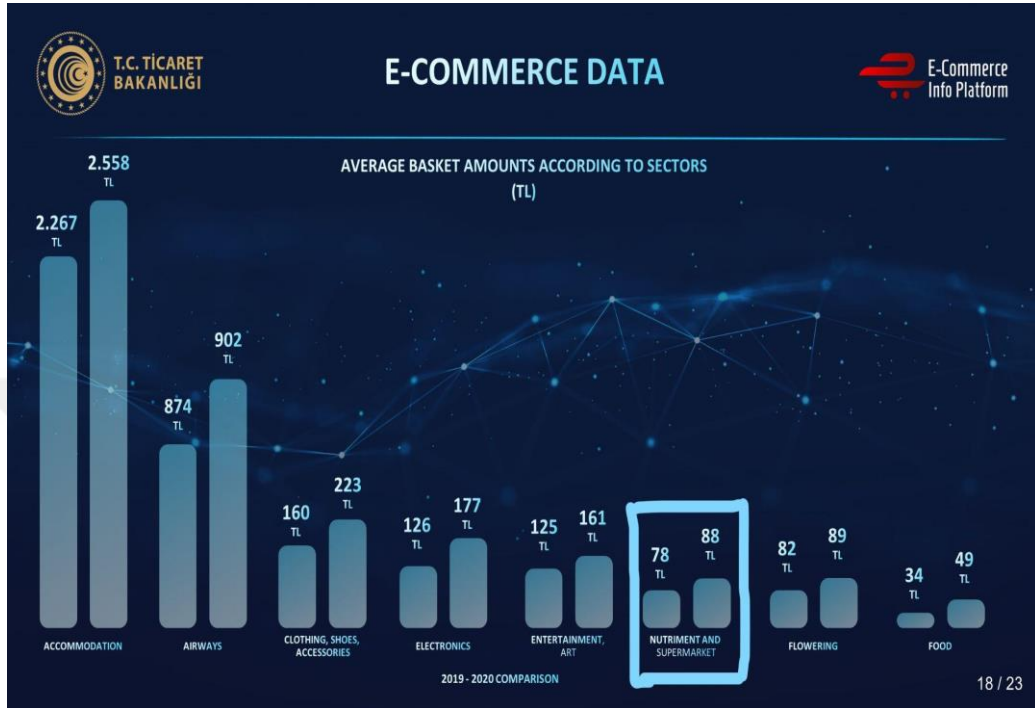 T.C. TİCARET
BAKANLIĞI
E-COMMERCE DATA
E-Commerce
Info Platform
AVERAGE BASKET AMOUNTS ACCORDING TO SECTORS
(TL)
2.267
TL
2.558
TL
874
TL
902
TL
160
TL
223
TL
126
TL
177
TL
125
TL
161
TL
78
TL
88
TL
82
TL
89
TL
34
TL
49
TL
ACCOMMODATION
AIRWAYS
CLOTHING, SHOES,
ACCESSORIES
ELECTRONICS
ENTERTAINMENT,
ART
NUTRIMENT AND
SUPERMARKET
FLOWERING
FOOD
2019 - 2020 COMPARISON
18 / 23